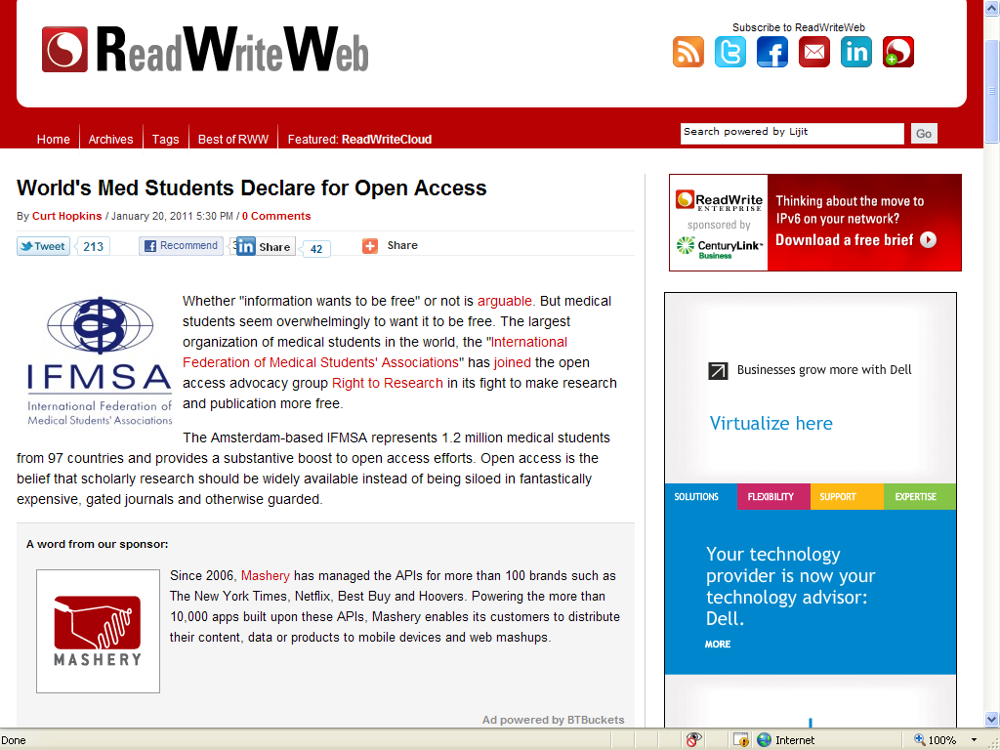 ReadWriteWeb
Subscribe to ReadWriteWeb
Home
Archives
Tags
Best of RWW
Featured: ReadWriteCloud
Search powered by Lijit
Go
World's Med Students Declare for Open Access
By Curt Hopkins / January 20, 2011 5:30 PM / 0 Comments
Tweet 213
Recommend
Share 42
Share
IFMSA
International Federation of
Medical Students' Associations
Whether "information wants to be free" or not is arguable. But medical
students seem overwhelmingly to want it to be free. The largest
organization of medical students in the world, the "International
Federation of Medical Students' Associations" has joined the open
access advocacy group Right to Research in its fight to make research
and publication more free.
The Amsterdam-based IFMSA represents 1.2 million medical students
from 97 countries and provides a substantive boost to open access efforts. Open access is the
belief that scholarly research should be widely available instead of being siloed in fantastically
expensive, gated journals and otherwise guarded.
A word from our sponsor:
MASHERY
Since 2006, Mashery has managed the APIs for more than 100 brands such as
The New York Times, Netflix, Best Buy and Hoovers. Powering the more than
10,000 apps built upon these APIs, Mashery enables its customers to distribute
their content, data or products to mobile devices and web mashups.
Ad powered by BTBuckets
ReadWrite
ENTERPRISE
sponsored by
CenturyLink™
Business
Thinking about the move to
IPv6 on your network?
Download a free brief
Businesses grow more with Dell
Virtualize here
SOLUTIONS
FLEXIBILITY
SUPPORT
EXPERTISE
Your technology
provider is now your
technology advisor:
Dell.
MORE
Done
Internet
100%